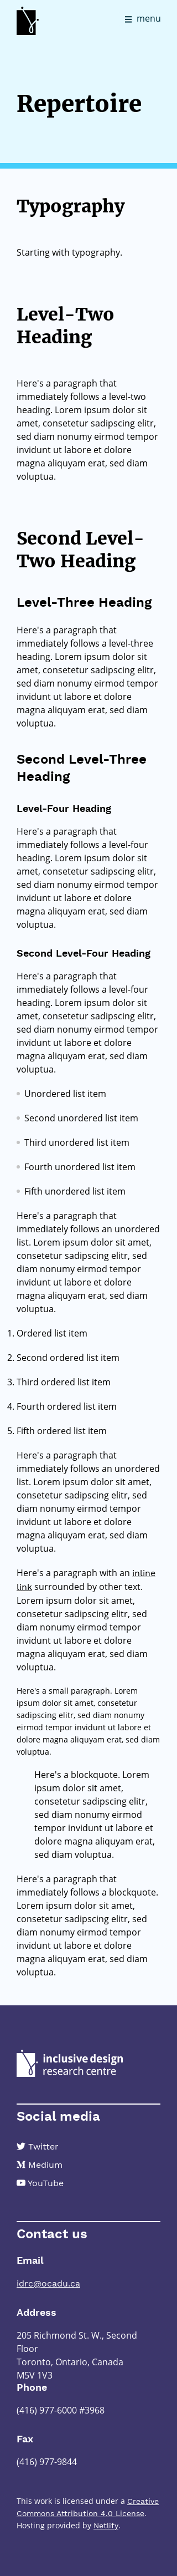 menu
Repertoire
Typography
Starting with typography.
Level-Two
Heading
Here's a paragraph that
immediately follows a level-two
heading. Lorem ipsum dolor sit
amet, consetetur sadipscing elitr,
sed diam nonumy eirmod tempor
invidunt ut labore et dolore
magna aliquyam erat, sed diam
voluptua.
Second Level-
Two Heading
Level-Three Heading
Here's a paragraph that
immediately follows a level-three
heading. Lorem ipsum dolor sit
amet, consetetur sadipscing elitr,
sed diam nonumy eirmod tempor
invidunt ut labore et dolore
magna aliquyam erat, sed diam
voluptua.
Second Level-Three
Heading
Level-Four Heading
Here's a paragraph that
immediately follows a level-four
heading. Lorem ipsum dolor sit
amet, consetetur sadipscing elitr,
sed diam nonumy eirmod tempor
invidunt ut labore et dolore
magna aliquyam erat, sed diam
voluptua.
Second Level-Four Heading
Here's a paragraph that
immediately follows a level-four
heading. Lorem ipsum dolor sit
amet, consetetur sadipscing elitr,
sed diam nonumy eirmod tempor
invidunt ut labore et dolore
magna aliquyam erat, sed diam
voluptua.
Unordered list item
Second unordered list item
Third unordered list item
Fourth unordered list item
Fifth unordered list item
Here's a paragraph that
immediately follows an unordered
list. Lorem ipsum dolor sit amet,
consetetur sadipscing elitr, sed
diam nonumy eirmod tempor
invidunt ut labore et dolore
magna aliquyam erat, sed diam
voluptua.
1. Ordered list item
2. Second ordered list item
3. Third ordered list item
4. Fourth ordered list item
5. Fifth ordered list item
Here's a paragraph that
immediately follows an unordered
list. Lorem ipsum dolor sit amet,
consetetur sadipscing elitr, sed
diam nonumy eirmod tempor
invidunt ut labore et dolore
magna aliquyam erat, sed diam
voluptua.
Here's a paragraph with an inline
link surrounded by other text.
Lorem ipsum dolor sit amet,
consetetur sadipscing elitr, sed
diam nonumy eirmod tempor
invidunt ut labore et dolore
magna aliquyam erat, sed diam
voluptua.
Here's a small paragraph. Lorem
ipsum dolor sit amet, consetetur
sadipscing elitr, sed diam nonumy
eirmod tempor invidunt ut labore et
dolore magna aliquyam erat, sed diam
voluptua.
Here's a blockquote. Lorem
ipsum dolor sit amet,
consetetur sadipscing elitr,
sed diam nonumy eirmod
tempor invidunt ut labore et
dolore magna aliquyam erat,
sed diam voluptua.
Here's a paragraph that
immediately follows a blockquote.
Lorem ipsum dolor sit amet,
consetetur sadipscing elitr, sed
diam nonumy eirmod tempor
invidunt ut labore et dolore
magna aliquyam erat, sed diam
voluptua.
inclusive design
research centre
Social media
Twitter
Medium
YouTube
Contact us
Email
idrc@ocadu.ca
Address
205 Richmond St. W., Second
Floor
Toronto, Ontario, Canada
M5V 1V3
Phone
(416) 977-6000 #3968
Fax
(416) 977-9844
This work is licensed under a Creative
Commons Attribution 4.0 License.
Hosting provided by Netlify.